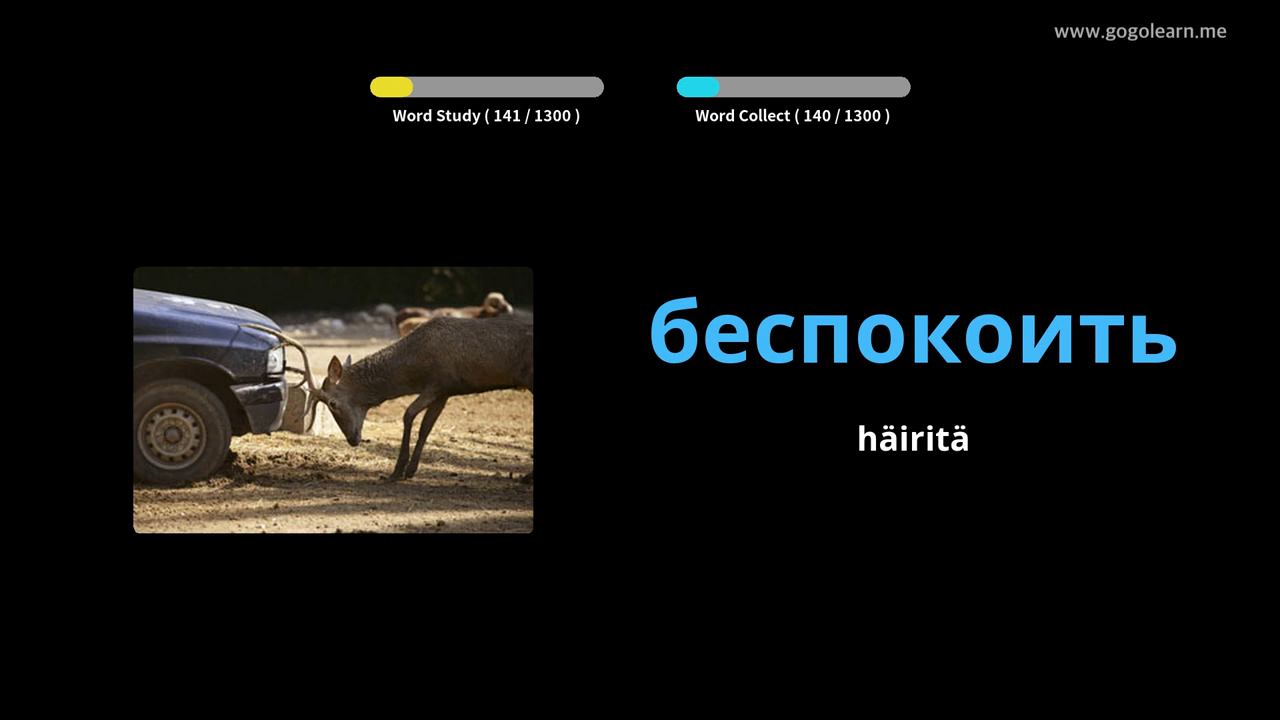 www.gogolearn.me
Word Study ( 141 / 1300 )
Word Collect ( 140 / 1300 )
беспокоить
häiritä